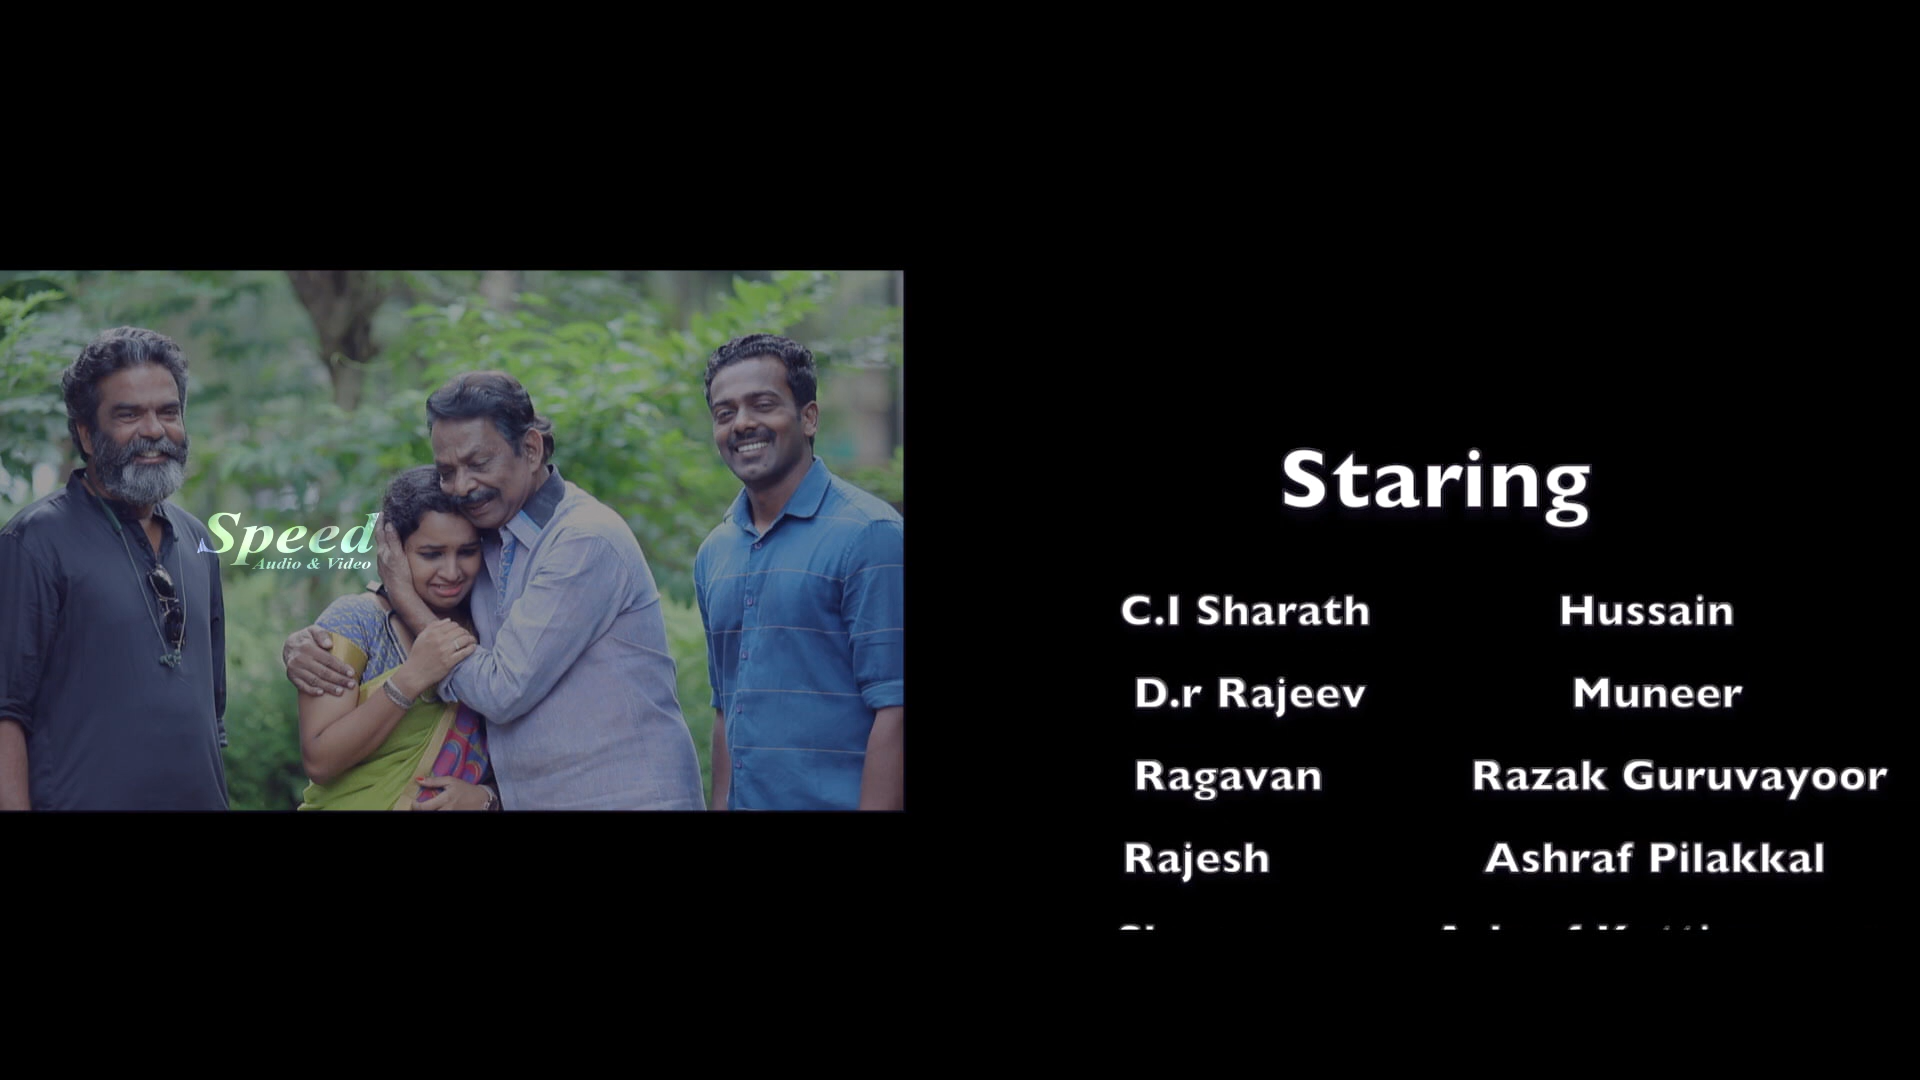 Speed
Audio & Video
Staring
C.I Sharath Hussain
D.r Rajeev Muneer
Ragavan Razak Guruvayoor
Rajesh Ashraf Pilakkal